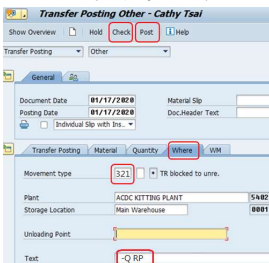 Transfer Posting Other - Cathy Tsai
Show Overview Hold Check Post Help
Transfer Posting Other
General
Document Date 01/17/2020 Material Slip
Posting Date 01/17/2020 Doc.Header Text
Individual Slip with Ins..
Transfer Posting Material Quantity Where WM
Movement type 321 TR blocked to unre.
Plant ACDC KITTING PLANT 5402
Storage Location Main Warehouse 0001
Unloading Point
Text -Q RP